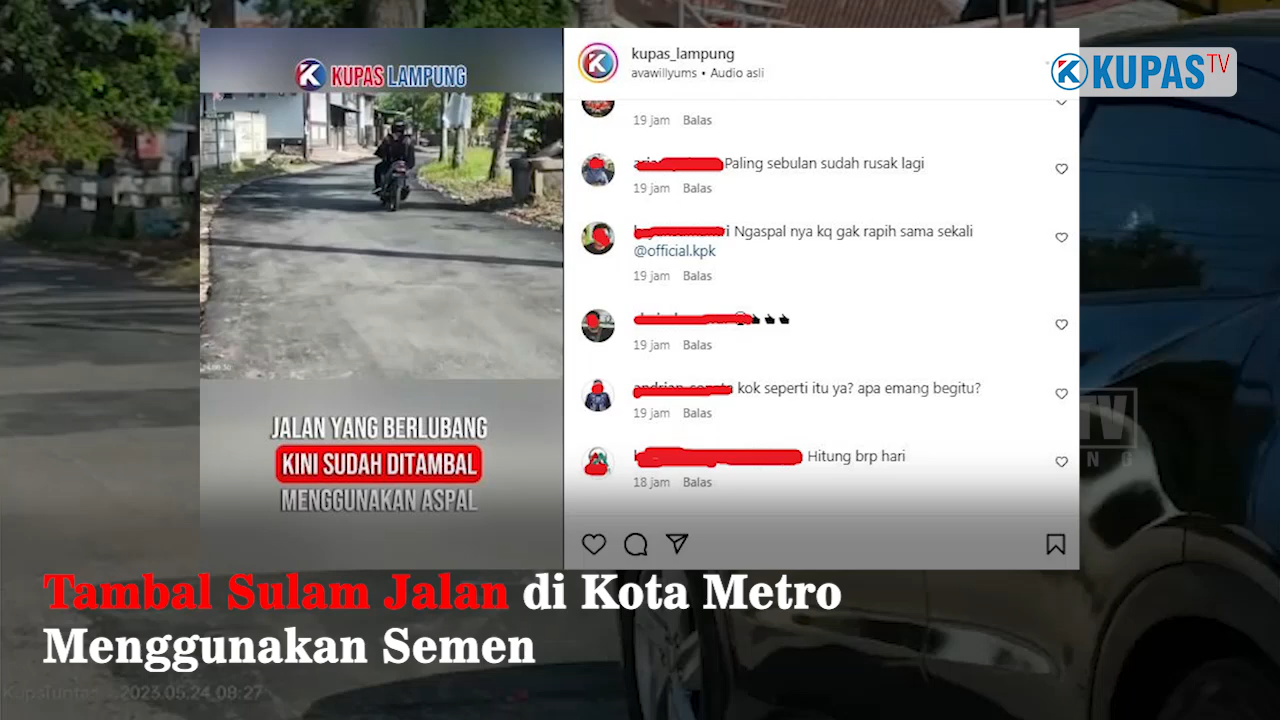 KUPAS LAMPUNG
kupas_lampung
avawillyums • Audio asli
KUPAS TV
19 jam Balas
Paling sebulan sudah rusak lagi
19 jam Balas
Ngaspal nya kq gak rapih sama sekali
@official.kpk
19 jam Balas
19 jam Balas
kok seperti itu ya? apa emang begitu?
19 jam Balas
Hitung brp hari
18 jam Balas
JALAN YANG BERLUBANG
KINI SUDAH DITAMBAL
MENGGUNAKAN ASPAL
Tambal Sulam Jalan di Kota Metro
Menggunakan Semen
2023.05.24 08:27